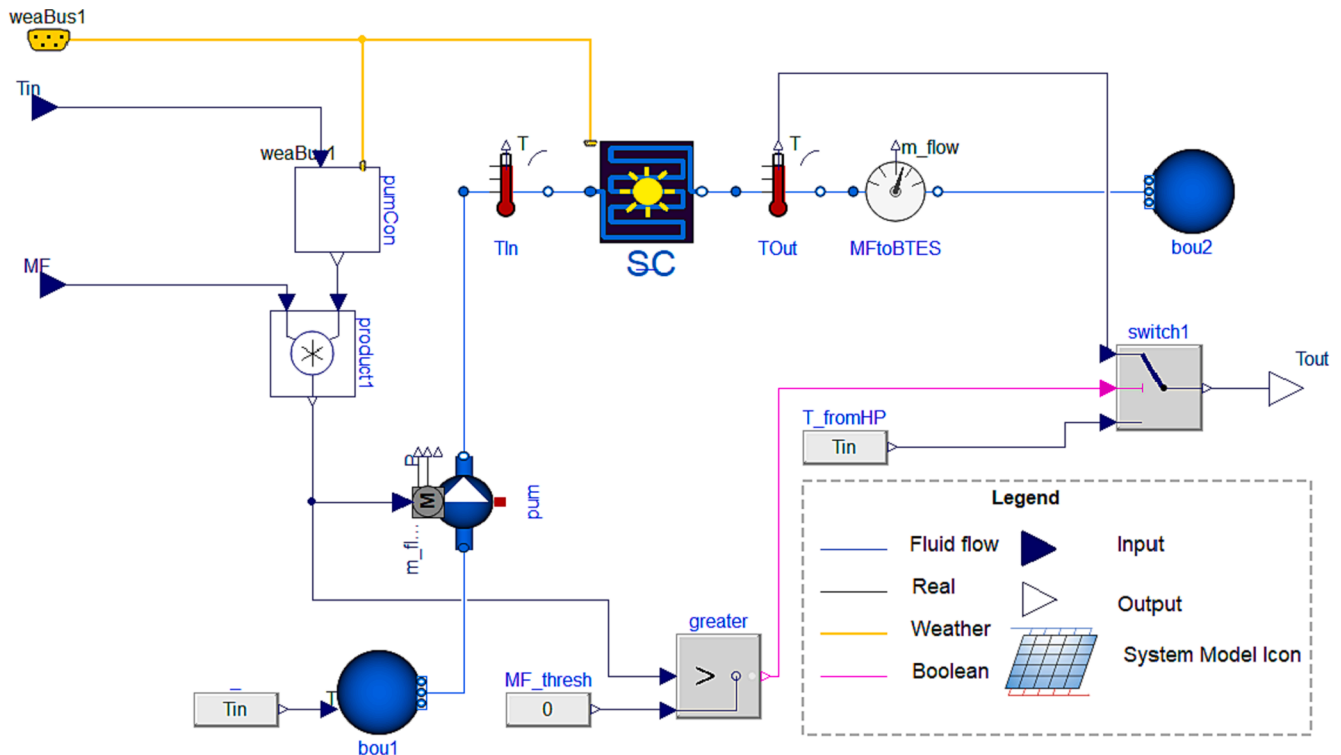 weaBus1
Tin
weaBus1
pumCon
MF
product1
T
TIn
SC
T
TOut
m_flow
MFtoBTES
bou2
switch1
Tout
T_fromHP
Tin
M
m_fl...
pum
greater
>
MF_thresh
0
_
Tin
T
bou1
Legend
Fluid flow
Input
Real
Output
Weather
System Model Icon
Boolean